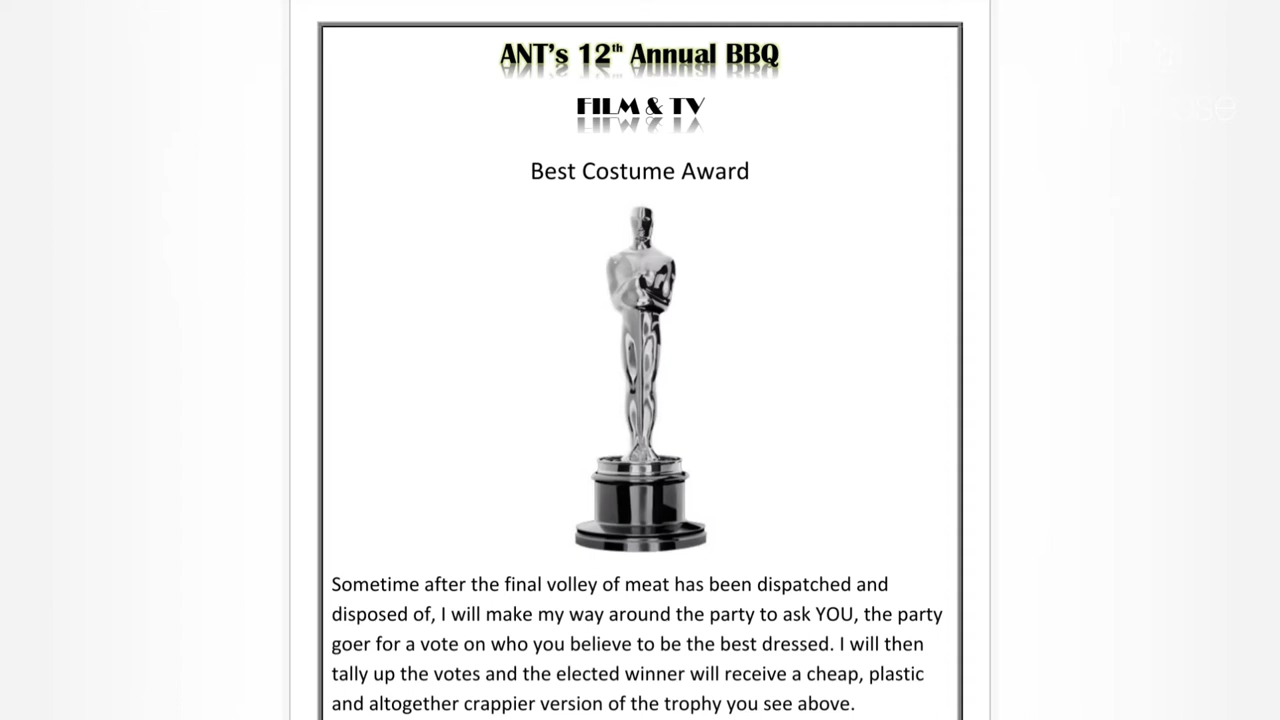 ANT's 12th Annual BBQ
FILM & TV
Best Costume Award
Sometime after the final volley of meat has been dispatched and
disposed of, I will make my way around the party to ask YOU, the party
goer for a vote on who you believe to be the best dressed. I will then
tally up the votes and the elected winner will receive a cheap, plastic
and altogether crappier version of the trophy you see above.